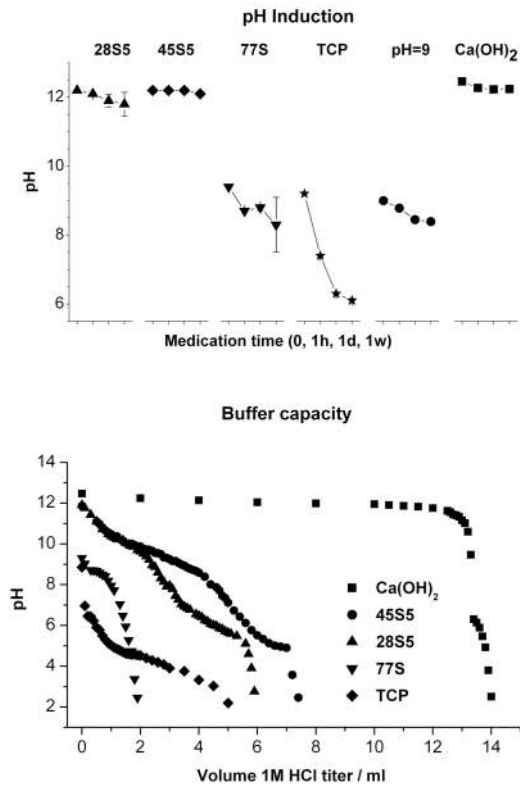 pH Induction
28S5 45S5 77S TCP pH=9 Ca(OH)2
12
10
8
6
pH
Medication time (0, 1h, 1d, 1w)
Buffer capacity
14
12
10
8
6
4
2
pH
Ca(OH)2
45S5
28S5
77S
TCP
0 2 4 6 8 10 12 14
Volume 1M HCl titer / ml